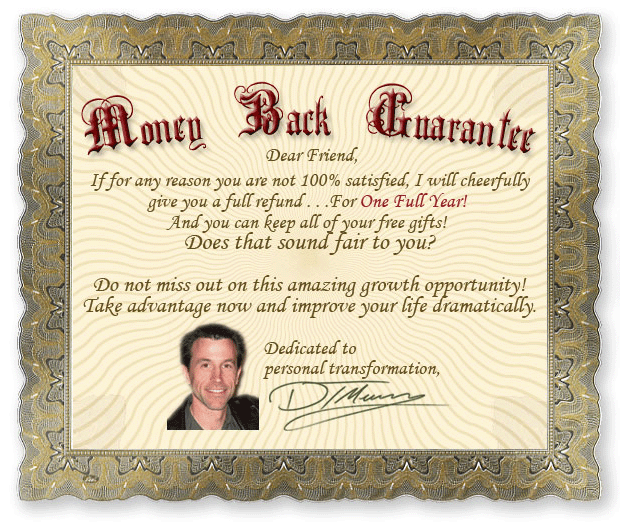 Money Back Guarantee
Dear Friend,
If for any reason you are not 100% satisfied, I will cheerfully
give you a full refund . . .For One Full Year!
And you can keep all of your free gifts!
Does that sound fair to you?
Do not miss out on this amazing growth opportunity!
Take advantage now and improve your life dramatically.
Dedicated to
personal transformation,